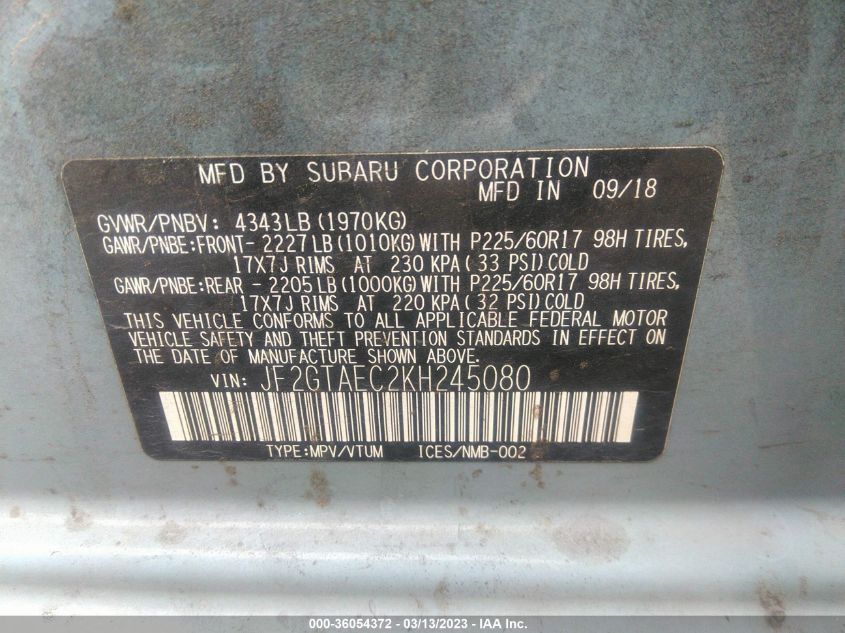 MFD BY SUBARU CORPORATION
MFD IN 09/18
GVWR/PNBV: 4343LB (1970KG)
GAWR/PNBE:FRONT- 2227LB (1010KG) WITH P225/60R17 98H TIRES,
17X7J RIMS AT 230 KPA (33 PSI) COLD
GAWR/PNBE:REAR - 2205LB (1000KG) WITH P225/60R17 98H TIRES,
17X7J RIMS AT 220 KPA (32 PSI) COLD
THIS VEHICLE CONFORMS TO ALL APPLICABLE FEDERAL MOTOR
VEHICLE SAFETY AND THEFT PREVENTION STANDARDS IN EFFECT ON
THE DATE OF MANUFACTURE SHOWN ABOVE.
VIN: JF2GTAEC2KH245080
TYPE:MPV/VTUM ICES/NMB-002
000-36054372 - 03/13/2023 - IAA Inc.